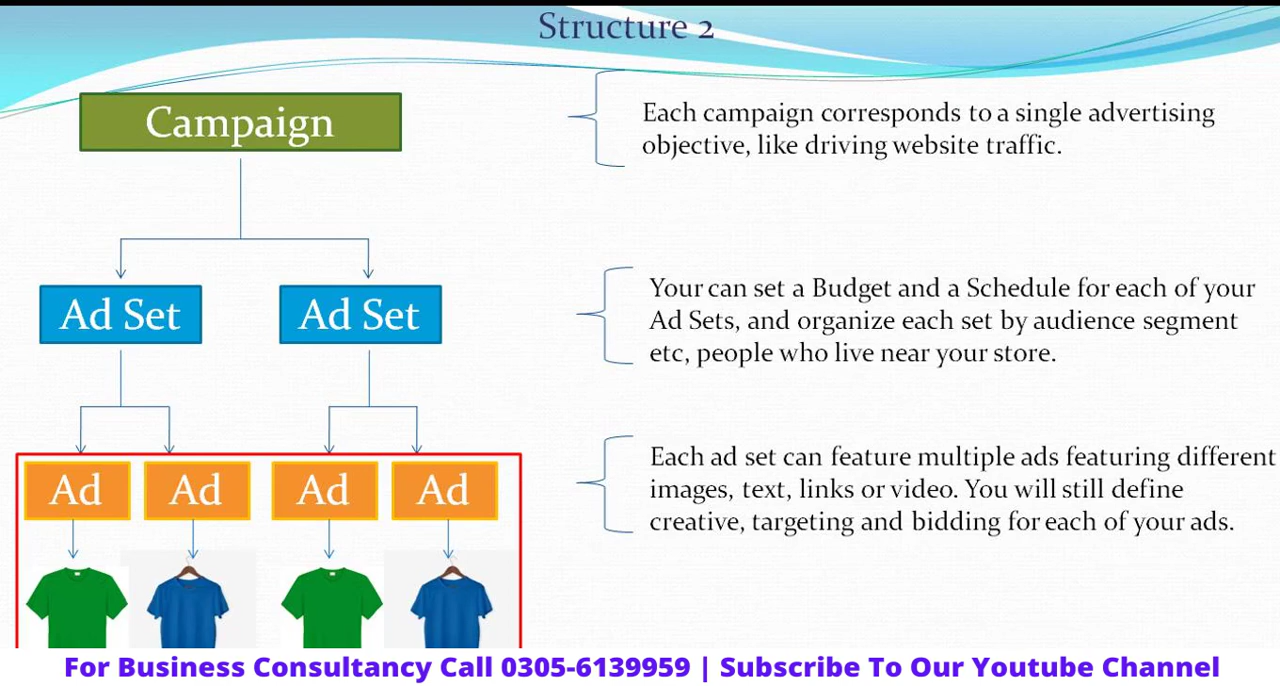 Structure 2
Campaign
Each campaign corresponds to a single advertising
objective, like driving website traffic.
Ad Set
Ad Set
Your can set a Budget and a Schedule for each of your
Ad Sets, and organize each set by audience segment
etc, people who live near your store.
Ad
Ad
Ad
Ad
Each ad set can feature multiple ads featuring different
images, text, links or video. You will still define
creative, targeting and bidding for each of your ads.
For Business Consultancy Call 0305-6139959 | Subscribe To Our Youtube Channel